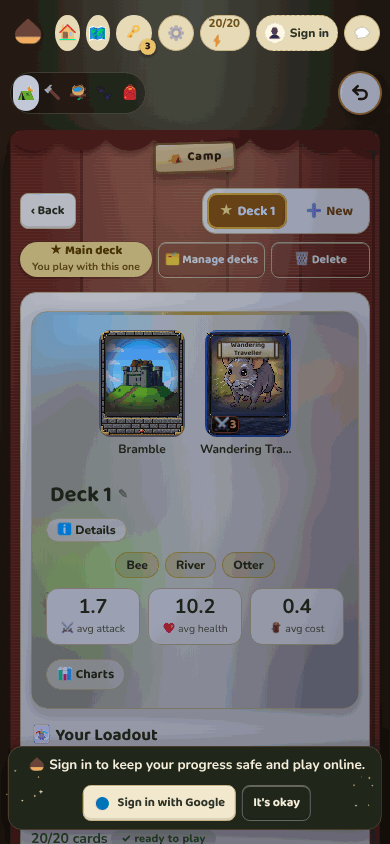 20/20
3
Sign in
Camp
‹ Back
★ Deck 1
+ New
★ Main deck
You play with this one
Manage decks
Delete
Wandering
Traveller
3
Bramble
Wandering Tra...
Deck 1
Details
Bee
River
Otter
1.7
avg attack
10.2
avg health
0.4
avg cost
Charts
Your Loadout
Sign in to keep your progress safe and play online.
Sign in with Google
It's okay
20/20 cards
✓ ready to play